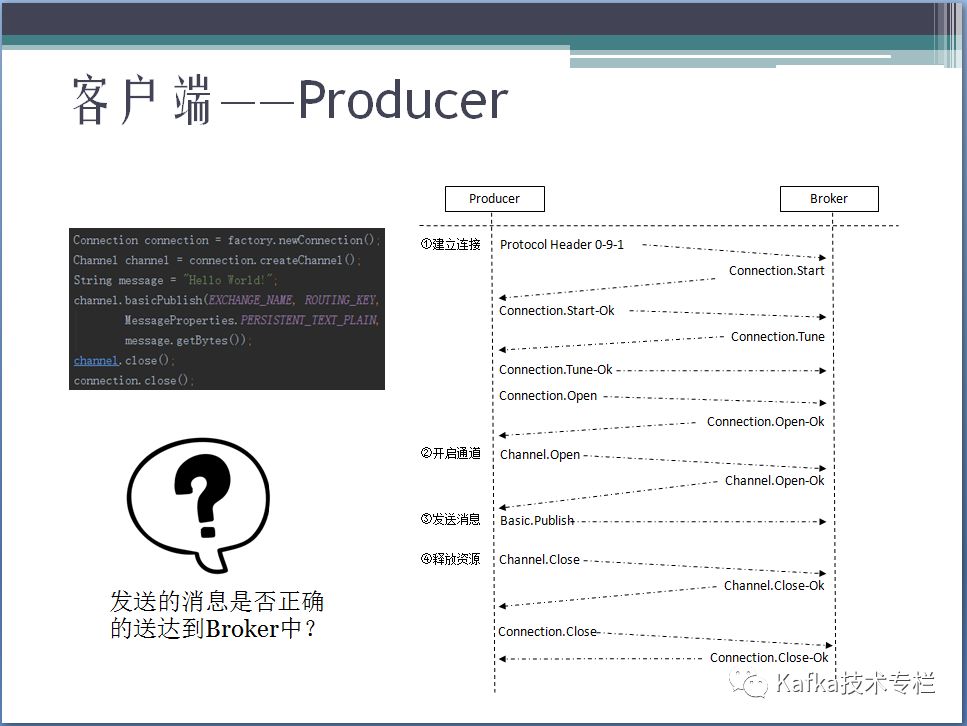 客户端——Producer
Connection connection = factory.newConnection();
Channel channel = connection.createChannel();
String message = "Hello World!";
channel.basicPublish(EXCHANGE_NAME, ROUTING_KEY,
MessageProperties.PERSISTENT_TEXT_PLAIN,
message.getBytes());
channel.close();
connection.close();
发送的消息是否正确
的送达到Broker中？
Producer
Broker
①建立连接
Protocol Header 0-9-1
Connection.Start
Connection.Start-Ok
Connection.Tune
Connection.Tune-Ok
Connection.Open
Connection.Open-Ok
②开启通道
Channel.Open
Channel.Open-Ok
③发送消息
Basic.Publish
④释放资源
Channel.Close
Channel.Close-Ok
Connection.Close
Connection.Close-Ok
Kafka技术专栏